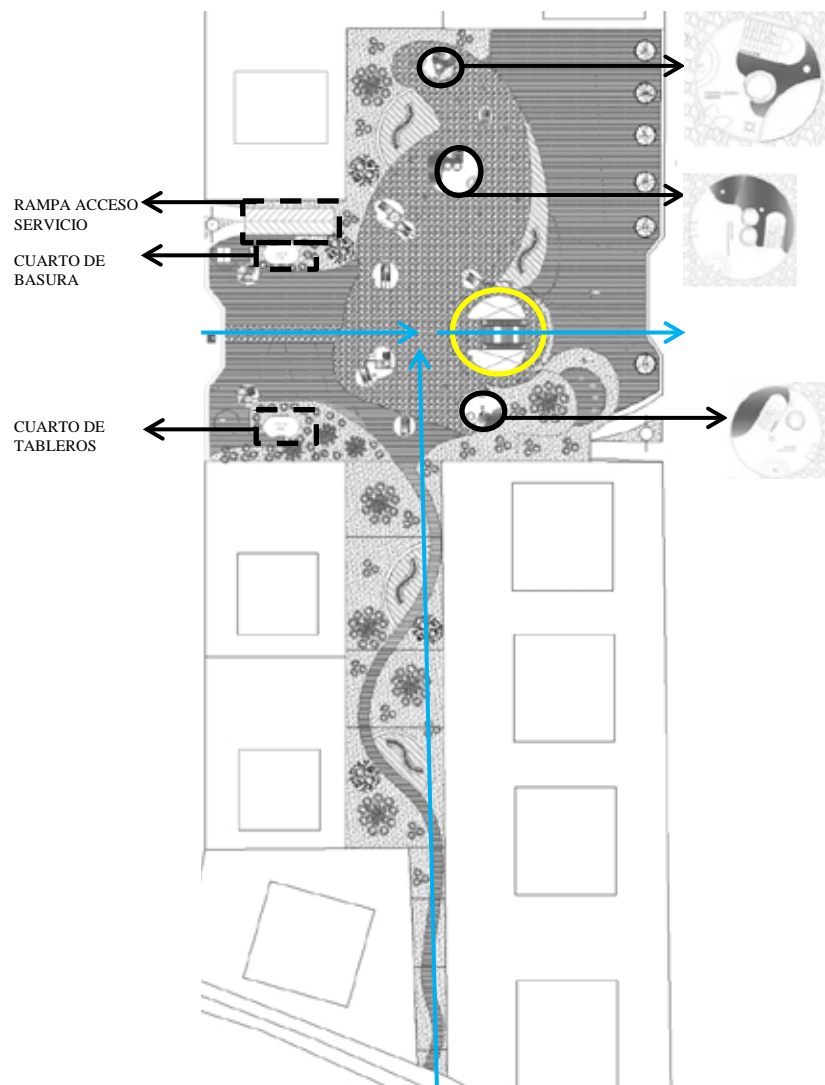 RAMPA ACCESO
SERVICIO
CUARTO DE
BASURA
CUARTO DE
TABLEROS